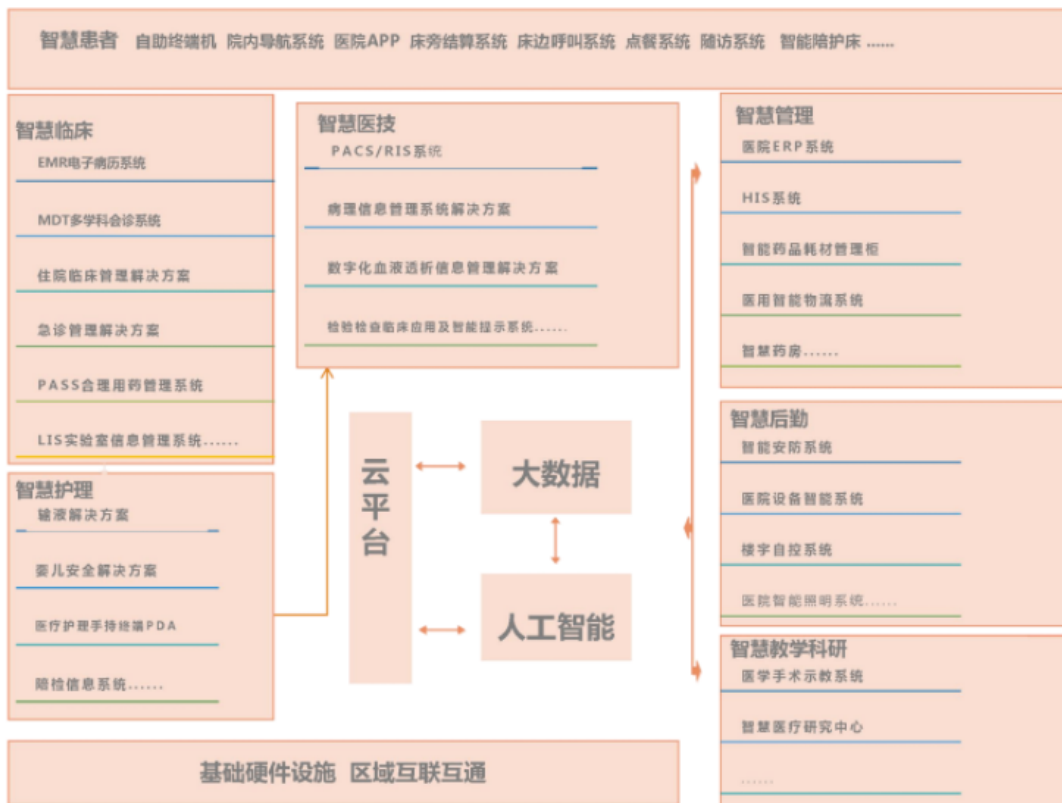 智慧患者 自助终端机 院内导航系统 医院APP 床旁结算系统 床边呼叫系统 点餐系统 随访系统 智能陪护床 ......
智慧临床
EMR电子病历系统
MDT多学科会诊系统
住院临床管理解决方案
急诊管理解决方案
PASS合理用药管理系统
LIS实验室信息管理系统......
智慧护理
输液解决方案
婴儿安全解决方案
医疗护理手持终端PDA
陪检信息系统......
智慧医技
PACS/RIS系统
病理信息管理系统解决方案
数字化血液透析信息管理解决方案
检验检查临床应用及智能提示系统......
云平台
大数据
人工智能
智慧管理
医院ERP系统
HIS系统
智能药品耗材管理柜
医用智能物流系统
智慧药房......
智慧后勤
智能安防系统
医院设备智能系统
楼宇自控系统
医院智能照明系统......
智慧教学科研
医学手术示教系统
智慧医疗研究中心
......
基础硬件设施 区域互联互通